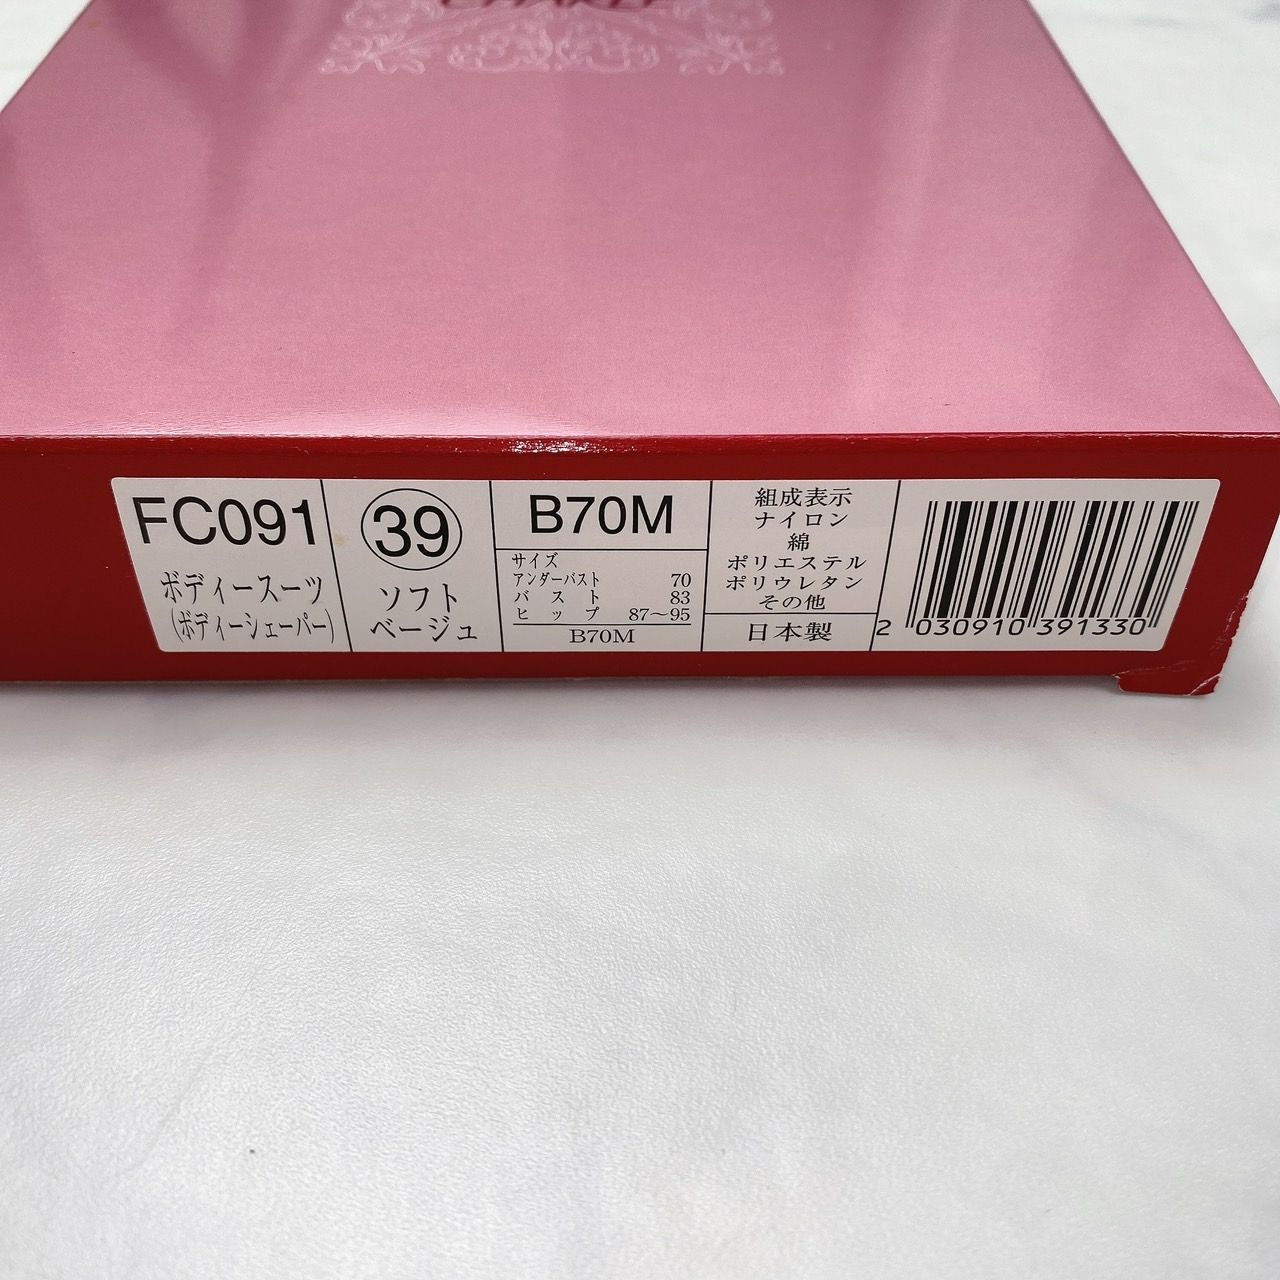 FC091
ボディースーツ
(ボディーシェーパー)
39
ソフト
ベージュ
B70M
サイズ
アンダーバスト 70
バスト 83
ヒップ 87～95
B70M
組成表示
ナイロン
綿
ポリエステル
ポリウレタン
その他
日本製
2 030910 391330